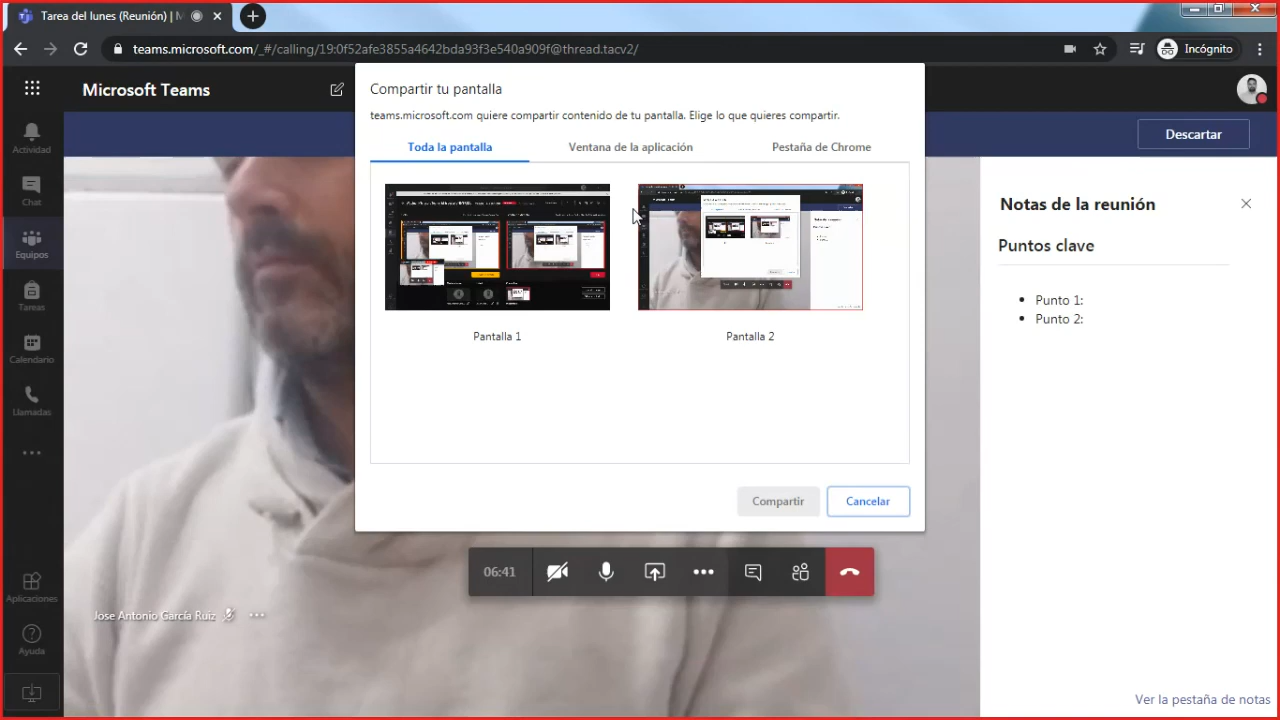 Tarea del lunes (Reunión) | M
teams.microsoft.com/_#/calling/19:0f52afe3855a4642bda93f3e540a909f@thread.tacv2/
Incógnito
Microsoft Teams
Descartar
Actividad
Chat
Equipos
Tareas
Calendario
Llamadas
Aplicaciones
Ayuda
Compartir tu pantalla
teams.microsoft.com quiere compartir contenido de tu pantalla. Elige lo que quieres compartir.
Toda la pantalla
Ventana de la aplicación
Pestaña de Chrome
Pantalla 1
Pantalla 2
Compartir
Cancelar
06:41
Jose Antonio García Ruiz
Notas de la reunión
Puntos clave
Punto 1:
Punto 2:
Ver la pestaña de notas